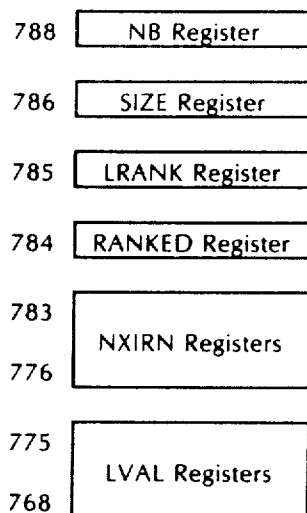 788 NB Register
786 SIZE Register
785 LRANK Register
784 RANKED Register
783
NXIRN Registers
776
775
LVAL Registers
768